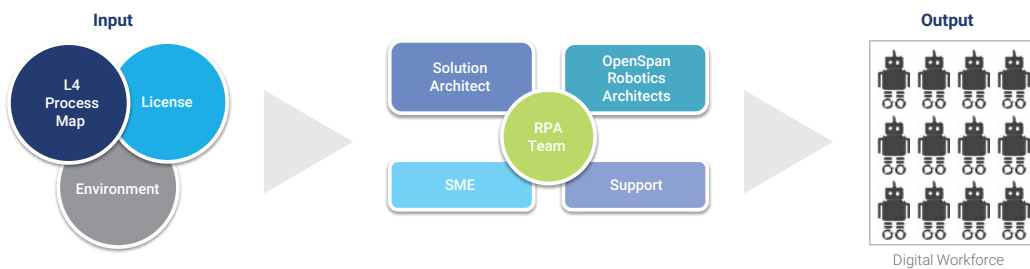 Input
L4
Process
Map
License
Environment
Solution
Architect
OpenSpan
Robotics
Architects
RPA
Team
SME
Support
Output
Digital Workforce